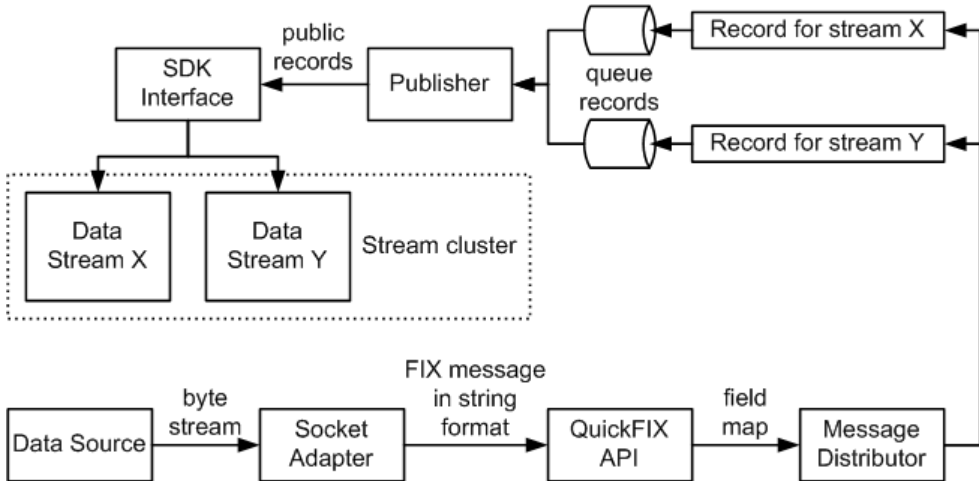 public
records
SDK
Interface
Publisher
queue
records
Record for stream X
Record for stream Y
Data
Stream X
Data
Stream Y
Stream cluster
Data Source
byte
stream
Socket
Adapter
FIX message
in string
format
QuickFIX
API
field
map
Message
Distributor